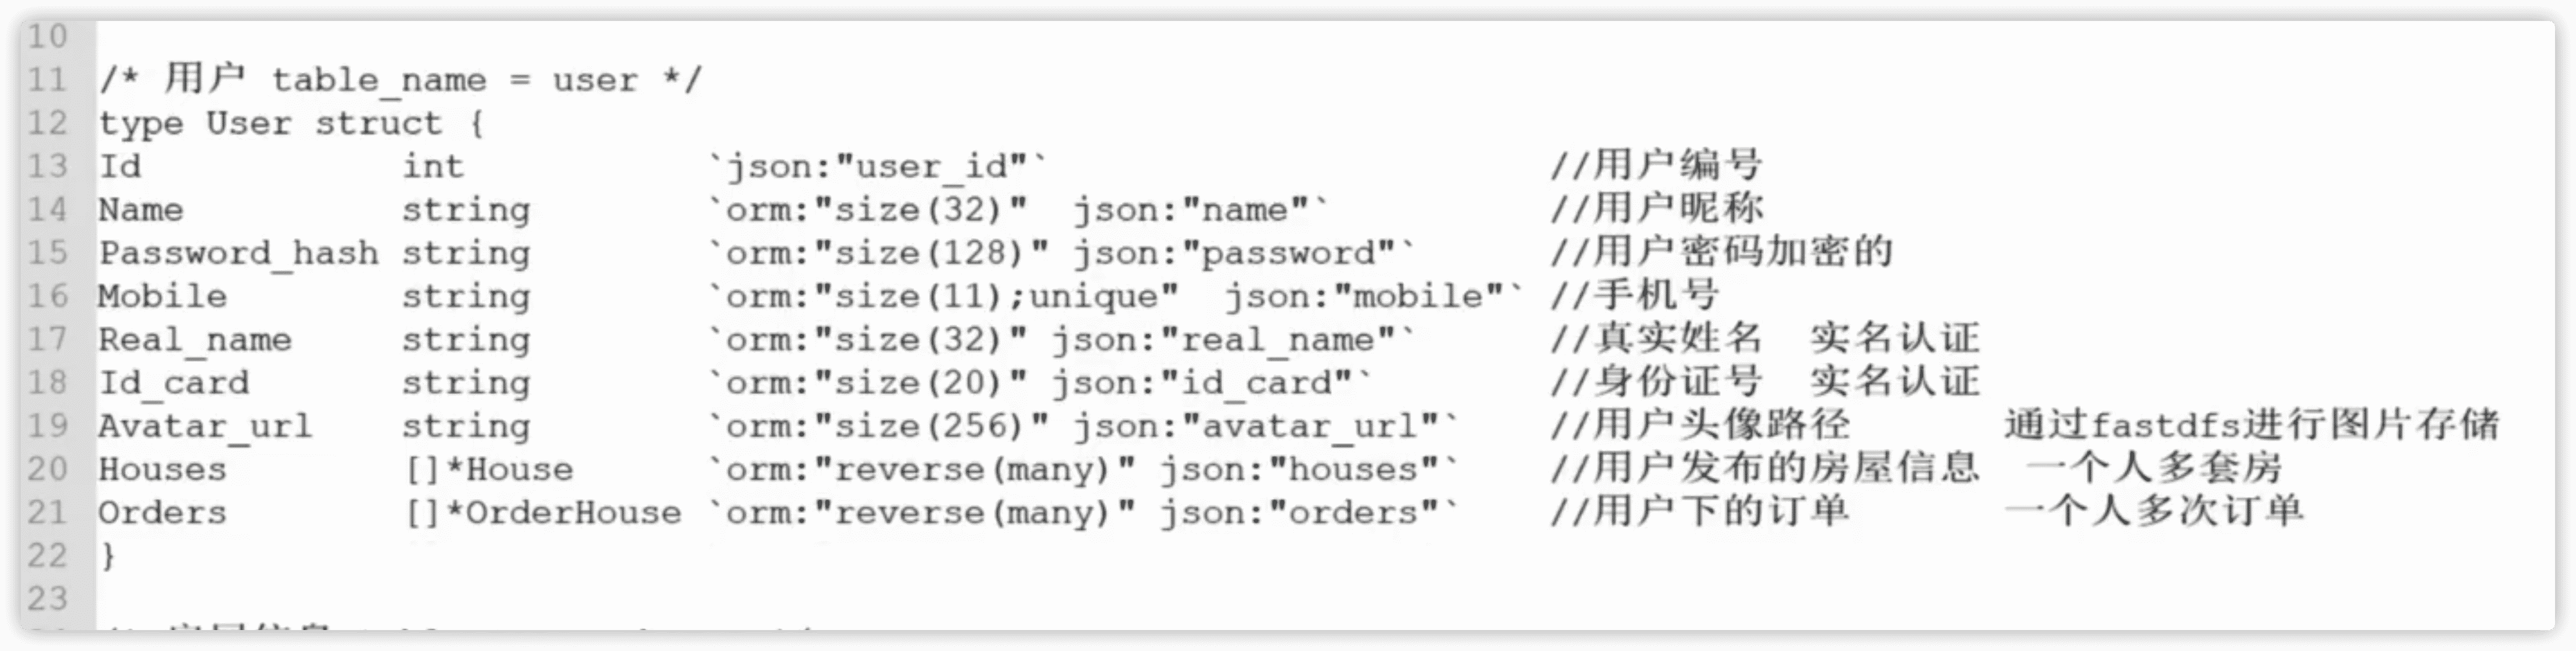 10
11 /* 用户 table_name = user */
12 type User struct {
13 Id int `json:"user_id"` //用户编号
14 Name string `orm:"size(32)" json:"name"` //用户昵称
15 Password_hash string `orm:"size(128)" json:"password"` //用户密码加密的
16 Mobile string `orm:"size(11);unique" json:"mobile"` //手机号
17 Real_name string `orm:"size(32)" json:"real_name"` //真实姓名 实名认证
18 Id_card string `orm:"size(20)" json:"id_card"` //身份证号 实名认证
19 Avatar_url string `orm:"size(256)" json:"avatar_url"` //用户头像路径 通过fastdfs进行图片存储
20 Houses []*House `orm:"reverse(many)" json:"houses"` //用户发布的房屋信息 一个人多套房
21 Orders []*OrderHouse `orm:"reverse(many)" json:"orders"` //用户下的订单 一个人多次订单
22 }
23